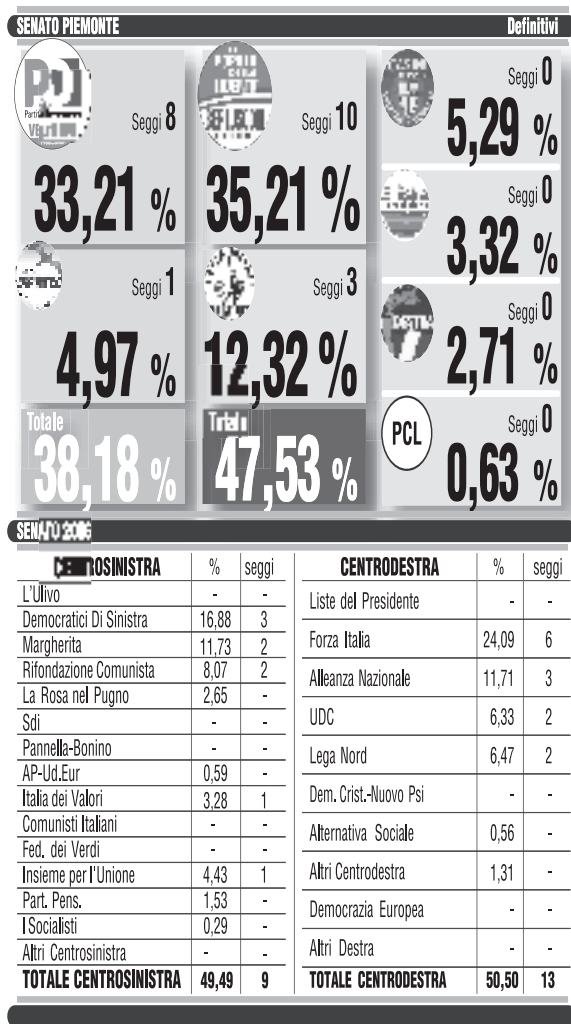 SENATO PIEMONTE Definitivi
Seggi 8
33,21 %
Seggi 10
35,21 %
Seggi 0
5,29 %
Seggi 0
3,32 %
Seggi 1
4,97 %
Seggi 3
12,32 %
Seggi 0
2,71 %
Totale
38,18 %
Totale
47,53 %
PCL
Seggi 0
0,63 %
SENATO 2006
CENTROSINISTRA % seggi
L'Ulivo - -
Democratici Di Sinistra 16,88 3
Margherita 11,73 2
Rifondazione Comunista 8,07 2
La Rosa nel Pugno 2,65 -
Sdi - -
Pannella-Bonino - -
AP-Ud.Eur 0,59 -
Italia dei Valori 3,28 1
Comunisti Italiani - -
Fed. dei Verdi - -
Insieme per l'Unione 4,43 1
Part. Pens. 1,53 -
I Socialisti 0,29 -
Altri Centrosinistra - -
TOTALE CENTROSINISTRA 49,49 9
CENTRODESTRA % seggi
Liste del Presidente - -
Forza Italia 24,09 6
Alleanza Nazionale 11,71 3
UDC 6,33 2
Lega Nord 6,47 2
Dem. Crist.-Nuovo Psi - -
Alternativa Sociale 0,56 -
Altri Centrodestra 1,31 -
Democrazia Europea - -
Altri Destra - -
TOTALE CENTRODESTRA 50,50 13